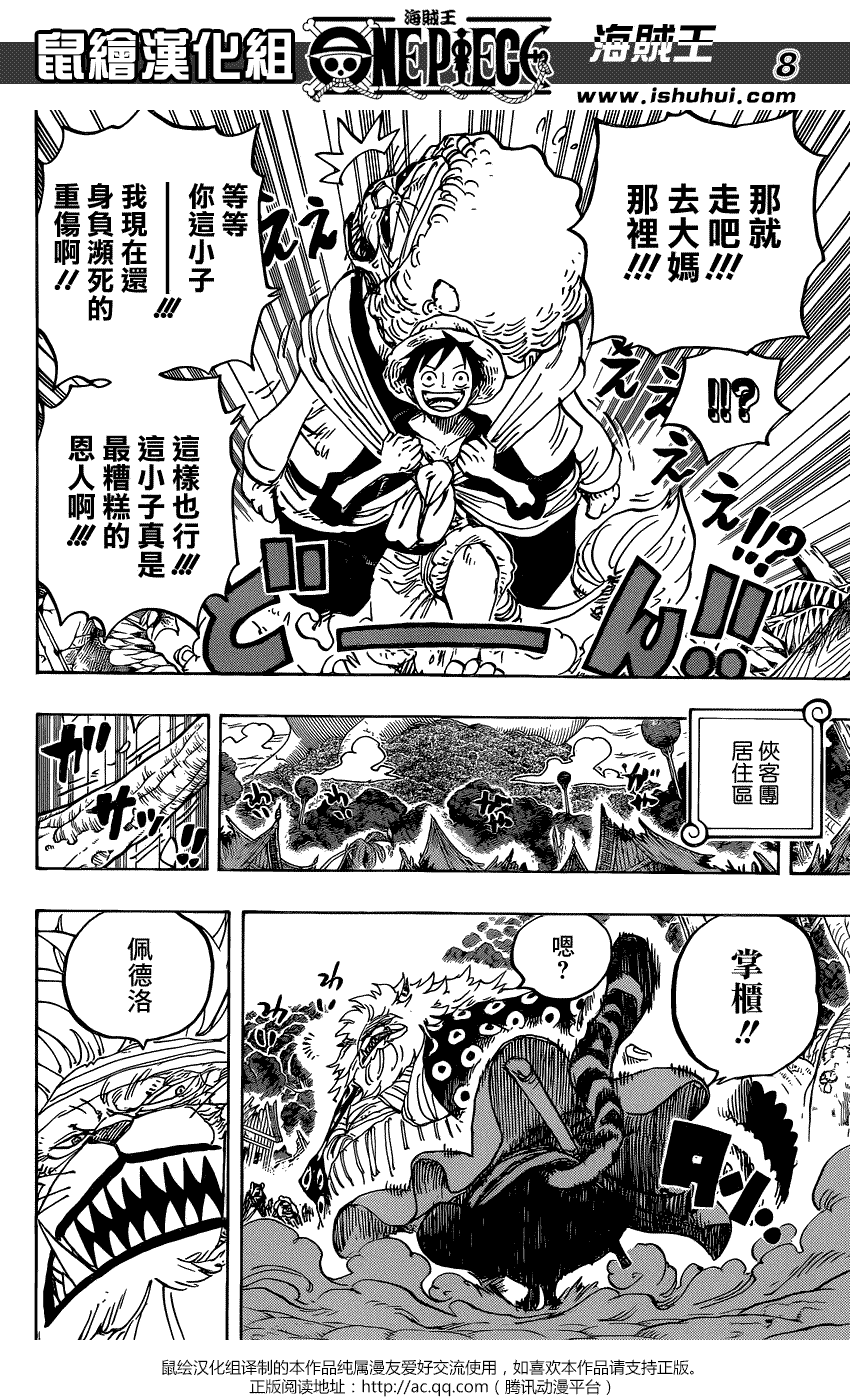 鼠繪漢化組
海賊王
ONE PIECE
海賊王
8
www.ishuhui.com
那就
走吧!!!
去大媽
那裡!!!
!!?
等等
你這小子
——!!!
我現在還
身負瀕死的
重傷啊!!
這樣也行!!!
這小子真是
最糟糕的
恩人啊!!!
ええ
ええ
ええ!!?
ど——ん!!
俠客團
居住區
ガサッ!!
掌櫃!!
嗯?
タン!
佩德洛
鼠绘汉化组译制的本作品纯属漫友爱好交流使用，如喜欢本作品请支持正版。
正版阅读地址：http://ac.qq.com（腾讯动漫平台）